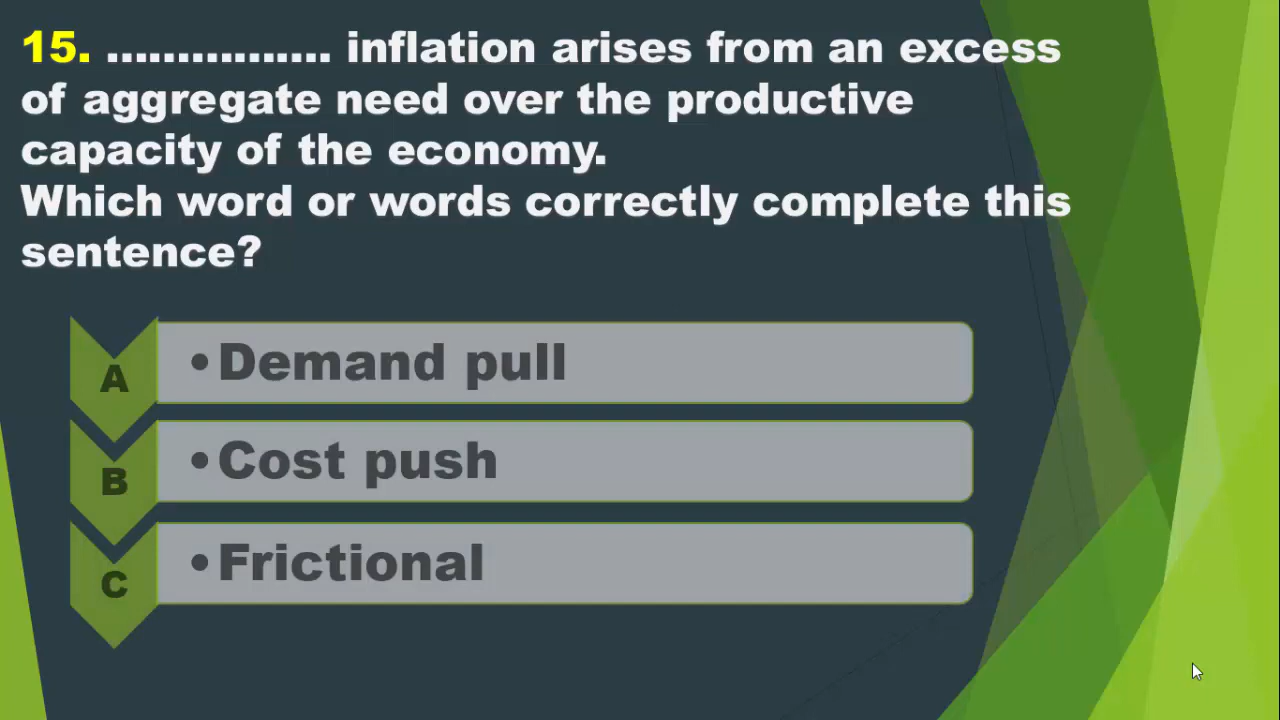 15. ................ inflation arises from an excess
of aggregate need over the productive
capacity of the economy.
Which word or words correctly complete this
sentence?
A •Demand pull
B •Cost push
C •Frictional